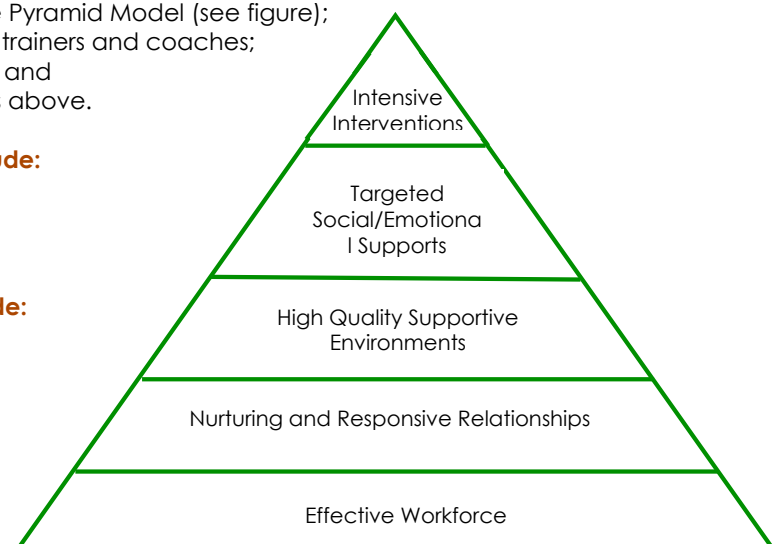 e Pyramid Model (see figure);
trainers and coaches;
and
s above.
ude:
de:
Intensive
Interventions
Targeted
Social/Emotiona
l Supports
High Quality Supportive
Environments
Nurturing and Responsive Relationships
Effective Workforce